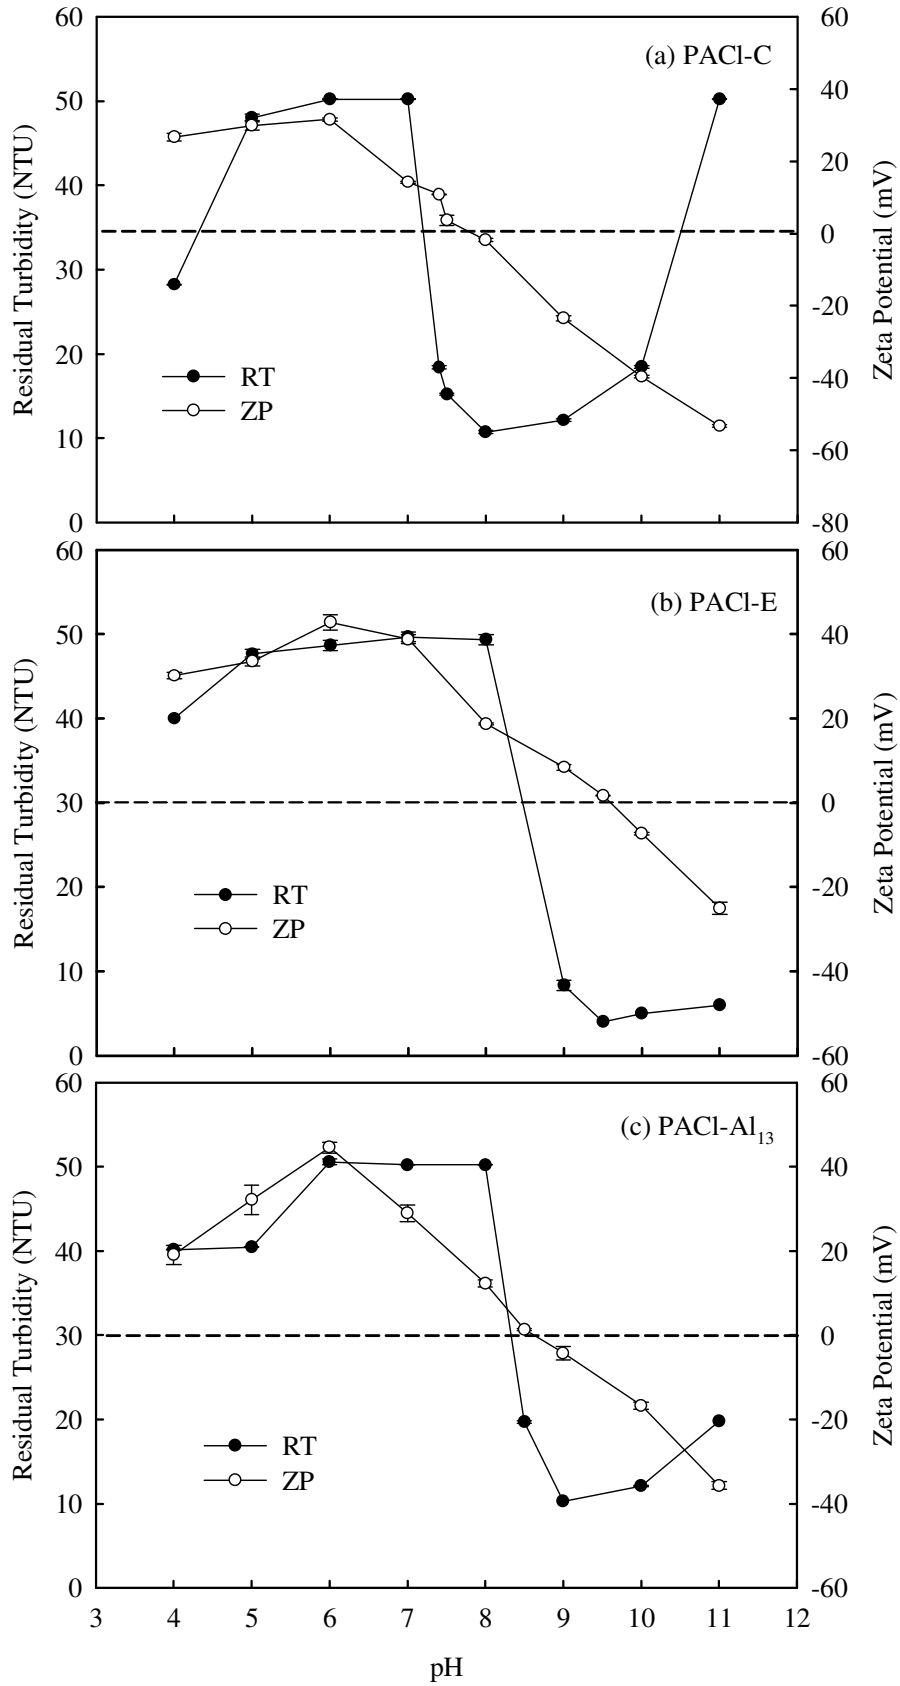 60
50
40
30
20
10
0
Residual Turbidity (NTU)
(a) PACl-C
RT
ZP
60
40
20
0
-20
-40
-60
-80
Zeta Potential (mV)
60
50
40
30
20
10
0
Residual Turbidity (NTU)
(b) PACl-E
RT
ZP
60
40
20
0
-20
-40
-60
Zeta Potential (mV)
60
50
40
30
20
10
0
Residual Turbidity (NTU)
(c) PACl-Al₁₃
RT
ZP
60
40
20
0
-20
-40
-60
Zeta Potential (mV)
3 4 5 6 7 8 9 10 11 12
pH